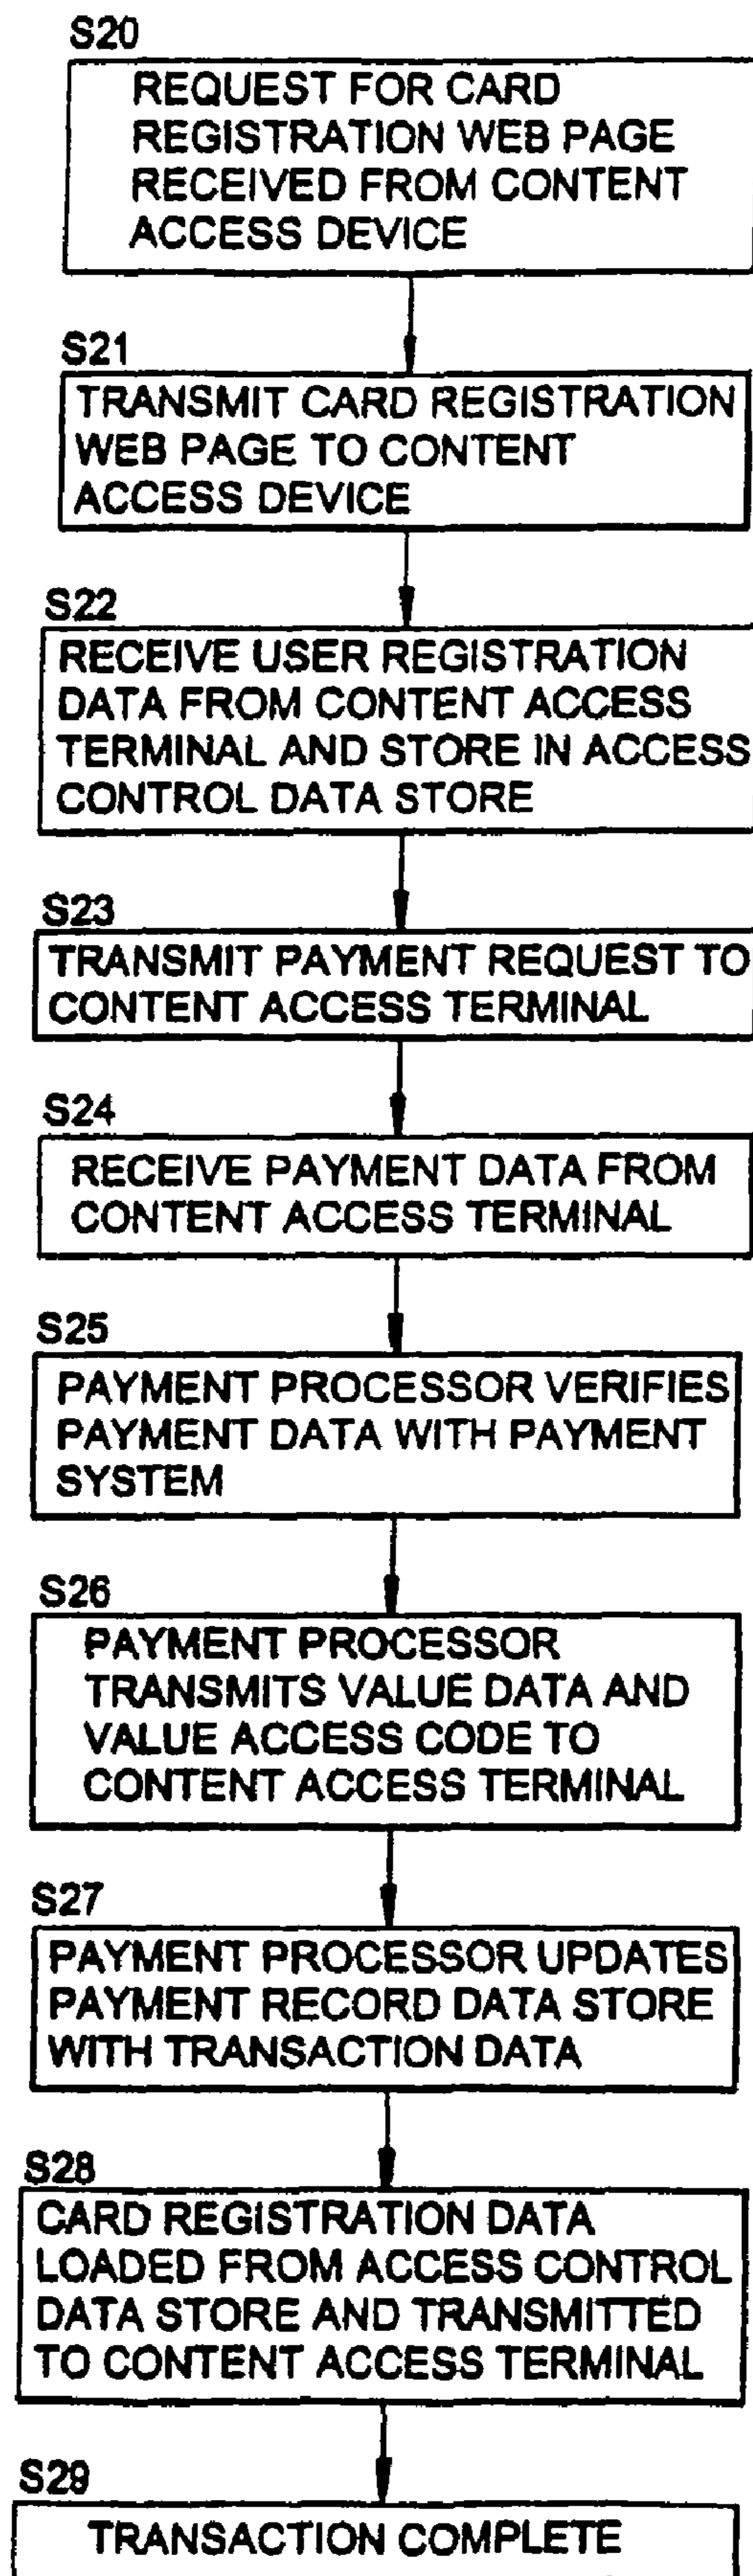 S20
REQUEST FOR CARD
REGISTRATION WEB PAGE
RECEIVED FROM CONTENT
ACCESS DEVICE
S21
TRANSMIT CARD REGISTRATION
WEB PAGE TO CONTENT
ACCESS DEVICE
S22
RECEIVE USER REGISTRATION
DATA FROM CONTENT ACCESS
TERMINAL AND STORE IN ACCESS
CONTROL DATA STORE
S23
TRANSMIT PAYMENT REQUEST TO
CONTENT ACCESS TERMINAL
S24
RECEIVE PAYMENT DATA FROM
CONTENT ACCESS TERMINAL
S25
PAYMENT PROCESSOR VERIFIES
PAYMENT DATA WITH PAYMENT
SYSTEM
S26
PAYMENT PROCESSOR
TRANSMITS VALUE DATA AND
VALUE ACCESS CODE TO
CONTENT ACCESS TERMINAL
S27
PAYMENT PROCESSOR UPDATES
PAYMENT RECORD DATA STORE
WITH TRANSACTION DATA
S28
CARD REGISTRATION DATA
LOADED FROM ACCESS CONTROL
DATA STORE AND TRANSMITTED
TO CONTENT ACCESS TERMINAL
S29
TRANSACTION COMPLETE